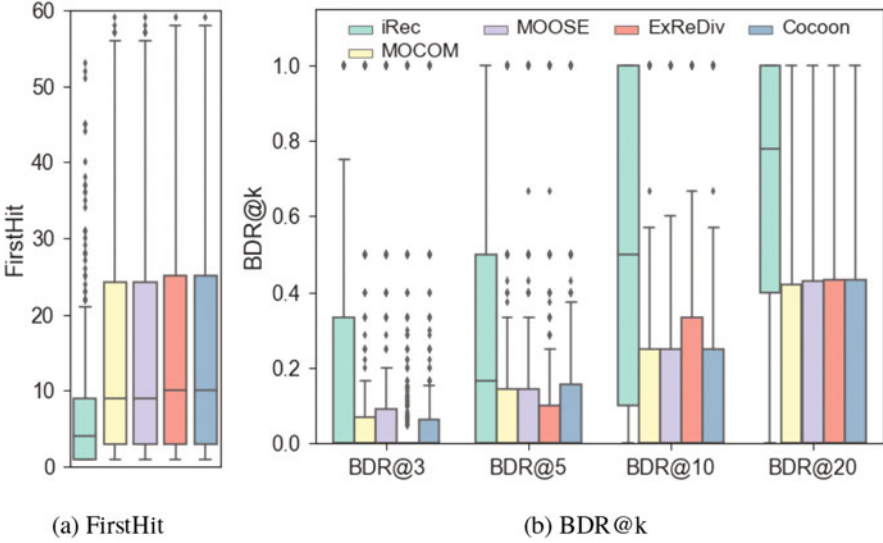 FirstHit
60
50
40
30
20
10
0
(a) FirstHit
iRec
MOCOM
MOOSE
ExReDiv
Cocoon
BDR@k
1.0
0.8
0.6
0.4
0.2
0.0
BDR@3
BDR@5
BDR@10
BDR@20
(b) BDR@k